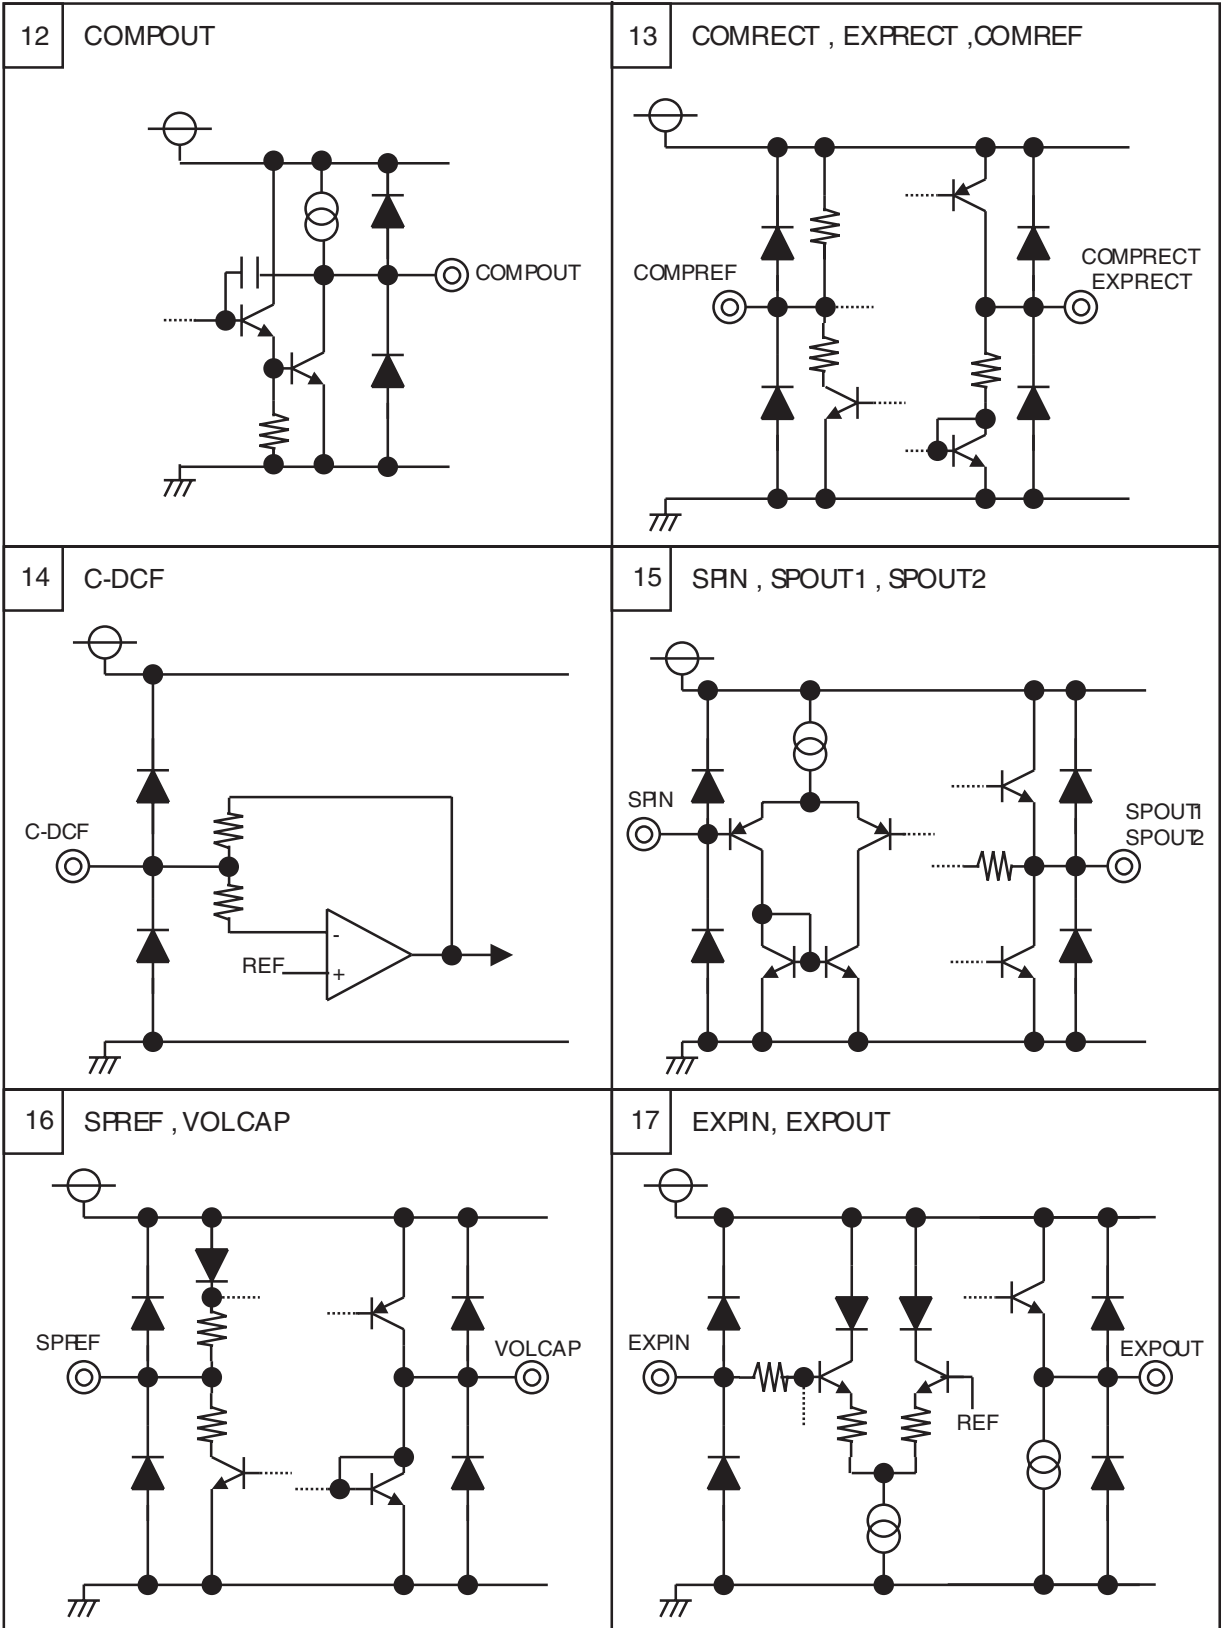 12 COMPOUT
COMPOUT
13 COMRECT , EXPRECT ,COMREF
COMPREF
COMPRECT
EXPRECT
14 C-DCF
C-DCF
REF
-
+
15 SPIN , SPOUT1 , SPOUT2
SPIN
SPOUT1
SPOUT2
16 SPREF , VOLCAP
SPREF
VOLCAP
17 EXPIN, EXPOUT
EXPIN
REF
EXPOUT